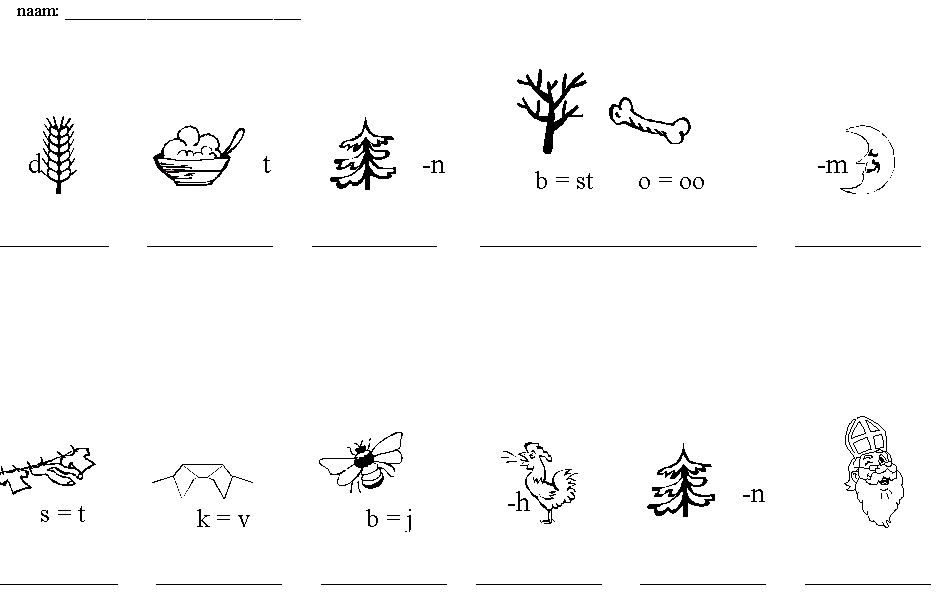 naam:
d t -n -m
b = st o = oo
-h -n
s = t k = v b = j